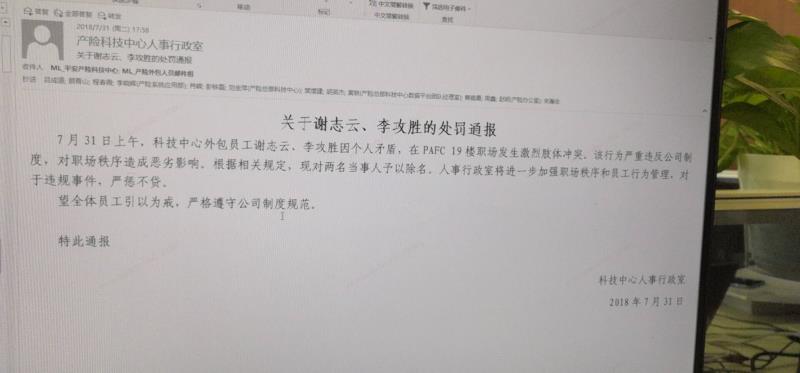 答复 全部答复 转发
2018/7/31 (周二) 17:58
产险科技中心人事行政室
关于谢志云、李攻胜的处罚通报
收件人 ML_平安产险科技中心; ML_产险外包人员邮件组
抄送
移动
标记
中文简繁转换
中文简繁转换
筛选电子邮件
查找
关于谢志云、李攻胜的处罚通报
7 月 31 日上午，科技中心外包员工谢志云、李攻胜因个人矛盾，在 PAFC 19 楼职场发生激烈肢体冲突。该行为严重违反公司制
度，对职场秩序造成恶劣影响。根据相关规定，现对两名当事人予以除名。人事行政室将进一步加强职场秩序和员工行为管理，对
于违规事件，严惩不贷。
望全体员工引以为戒，严格遵守公司制度规范。
特此通报
科技中心人事行政室
2018 年 7 月 31 日